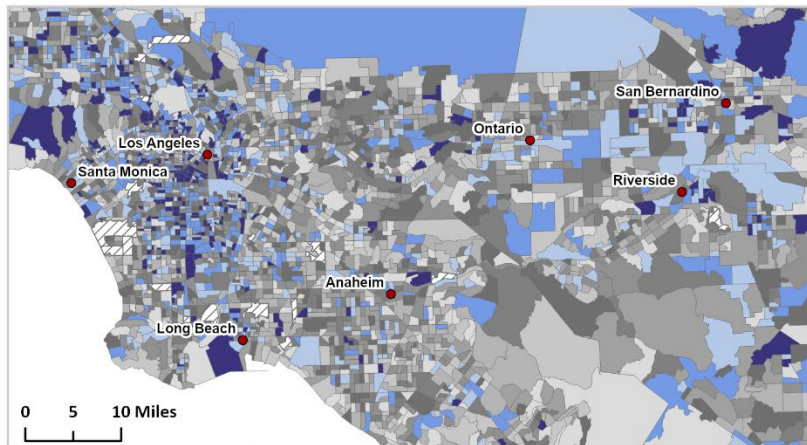 San Bernardino
Ontario
Los Angeles
Santa Monica
Riverside
Anaheim
Long Beach
0 5 10 Miles